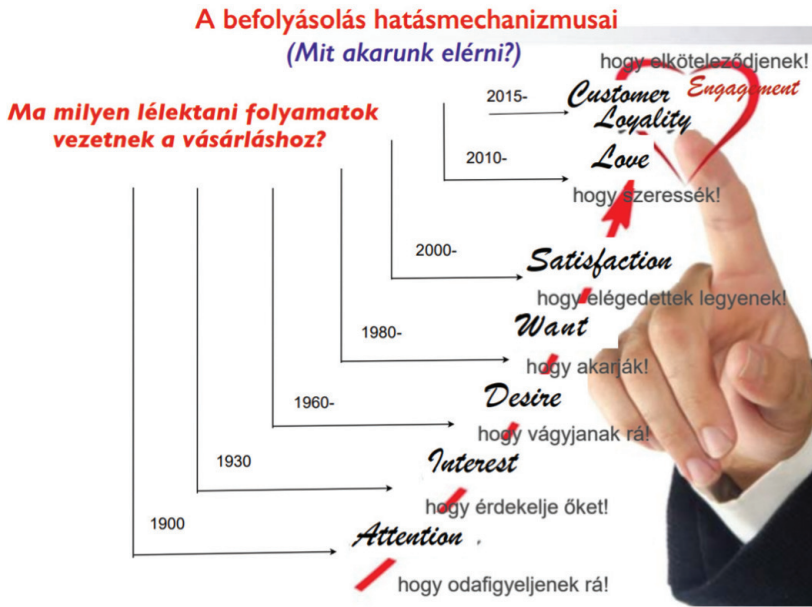 A befolyásolás hatásmechanizmusai
(Mit akarunk elérni?)
hogy elköteleződjenek!
Ma milyen lélektani folyamatok
vezetnek a vásárláshoz?
2015-
Customer Engagement
Loyality
2010-
Love
hogy szeressék!
2000-
Satisfaction
hogy elégedettek legyenek!
Want
1980-
hogy akarják!
Desire
1960-
hogy vágyjanak rá!
Interest
1930
hogy érdekelje őket!
1900
Attention
hogy odafigyeljenek rá!